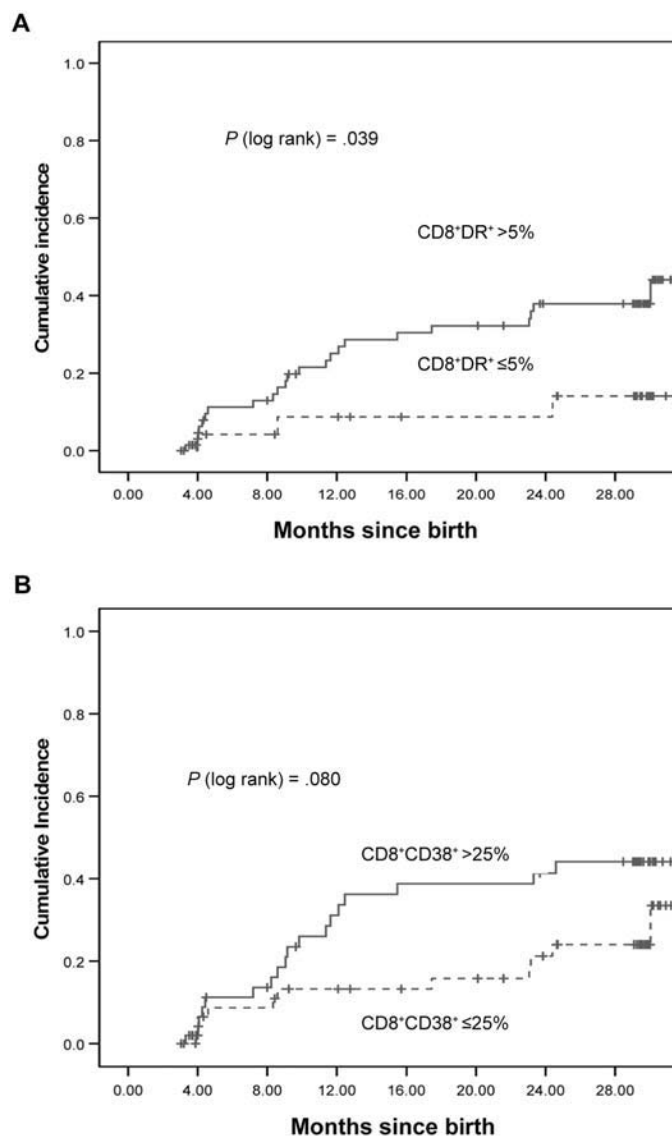 A
1.0
P (log rank) = .039
0.8
0.6
CD8⁺DR⁺ >5%
Cumulative incidence
0.4
CD8⁺DR⁺ ≤5%
0.2
0.0
0.00 4.00 8.00 12.00 16.00 20.00 24.00 28.00
Months since birth
B
1.0
0.8
P (log rank) = .080
0.6
CD8⁺CD38⁺ >25%
Cumulative Incidence
0.4
0.2
CD8⁺CD38⁺ ≤25%
0.0
0.00 4.00 8.00 12.00 16.00 20.00 24.00 28.00
Months since birth